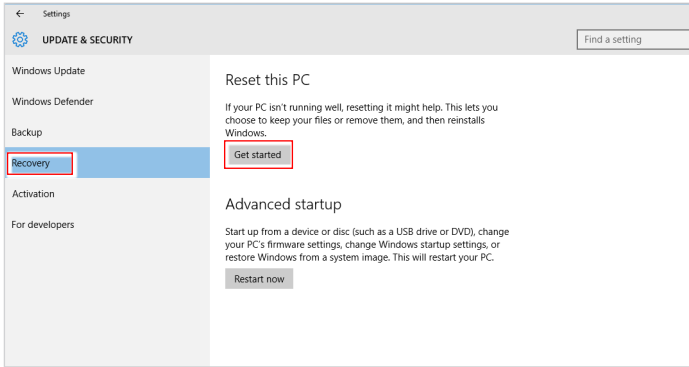 Settings
UPDATE & SECURITY
Find a setting
Windows Update
Windows Defender
Backup
Recovery
Activation
For developers
Reset this PC
If your PC isn't running well, resetting it might help. This lets you
choose to keep your files or remove them, and then reinstalls
Windows.
Get started
Advanced startup
Start up from a device or disc (such as a USB drive or DVD), change
your PC's firmware settings, change Windows startup settings, or
restore Windows from a system image. This will restart your PC.
Restart now